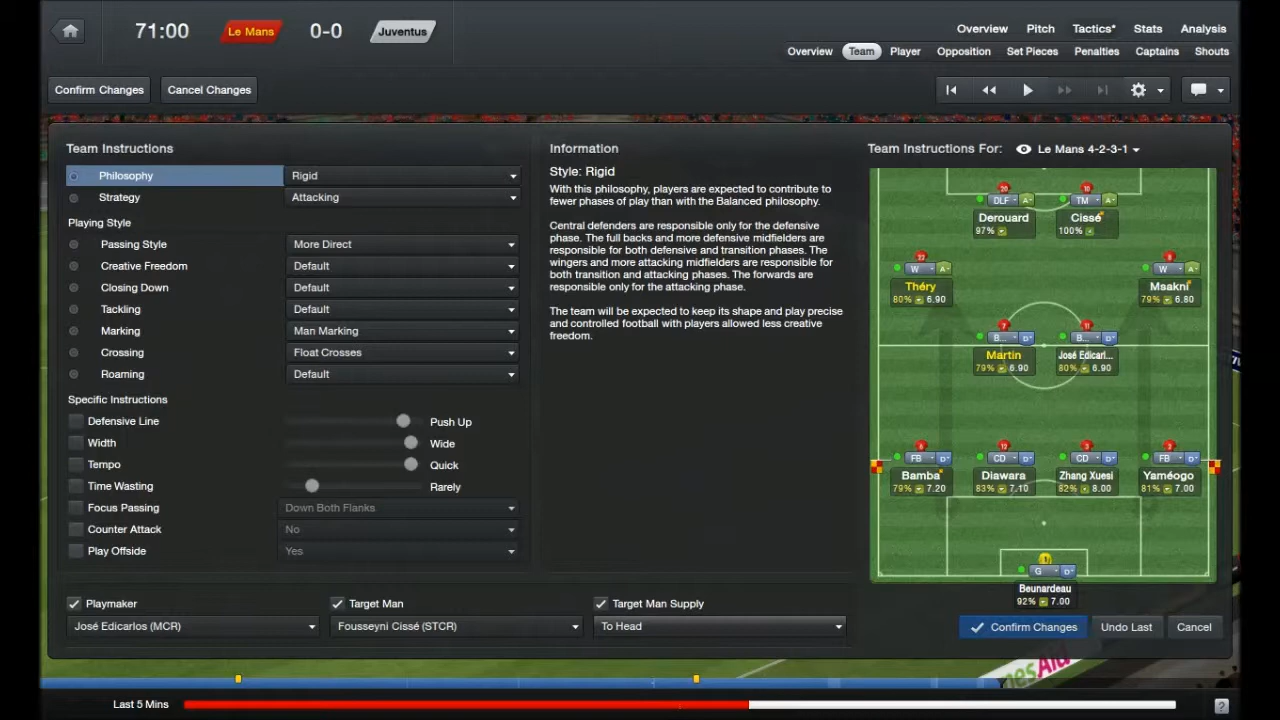 71:00 Le Mans 0-0 Juventus
Overview Pitch Tactics* Stats Analysis
Overview Team Player Opposition Set Pieces Penalties Captains Shouts
Confirm Changes Cancel Changes
Team Instructions
Philosophy Rigid
Strategy Attacking
Playing Style
Passing Style More Direct
Creative Freedom Default
Closing Down Default
Tackling Default
Marking Man Marking
Crossing Float Crosses
Roaming Default
Specific Instructions
Defensive Line Push Up
Width Wide
Tempo Quick
Time Wasting Rarely
Focus Passing Down Both Flanks
Counter Attack No
Play Offside Yes
Information
Style: Rigid
With this philosophy, players are expected to contribute to
fewer phases of play than with the Balanced philosophy.
Central defenders are responsible only for the defensive
phase. The full backs and more defensive midfielders are
responsible for both defensive and transition phases. The
wingers and more attacking midfielders are responsible for
both transition and attacking phases. The forwards are
responsible only for the attacking phase.
The team will be expected to keep its shape and play precise
and controlled football with players allowed less creative
freedom.
Team Instructions For: Le Mans 4-2-3-1
20 10
DLF A TM A
Derouard Cissé
97% 100%
22 8
W A W A
Théry Msakni
80% 6.90 79% 6.80
7 11
B... D B... D
Martin José Edicarl...
79% 6.90 80% 6.90
FB D CD D CD D FB D
Bamba Diawara Zhang Xuesi Yaméogo
79% 7.20 83% 7.10 82% 8.00 81% 7.00
1
G D
Beunardeau
92% 7.00
Playmaker Target Man Target Man Supply
José Edicarlos (MCR) Fousseyni Cissé (STCR) To Head
Confirm Changes Undo Last Cancel
Last 5 Mins ?